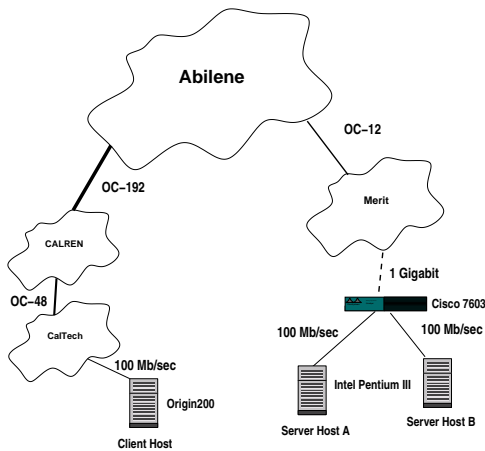 Abilene
OC−12
OC−192
Merit
CALREN
1 Gigabit
OC−48
Cisco 7603
CalTech
100 Mb/sec
100 Mb/sec
100 Mb/sec
Intel Pentium III
Origin200
Server Host A
Server Host B
Client Host